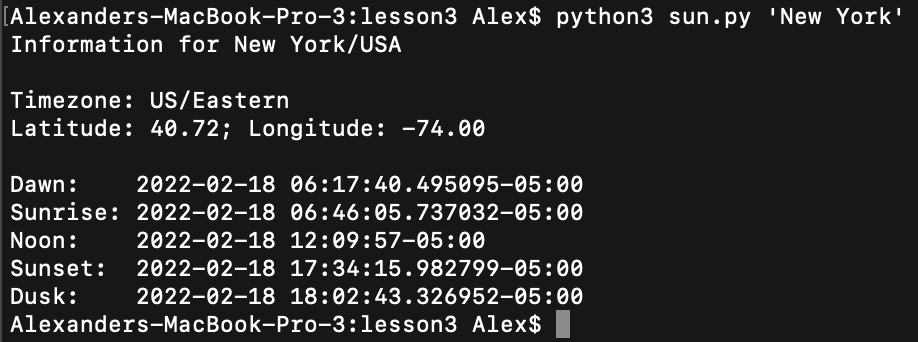 [Alexanders-MacBook-Pro-3:lesson3 Alex$ python3 sun.py 'New York'
Information for New York/USA
Timezone: US/Eastern
Latitude: 40.72; Longitude: -74.00
Dawn:    2022-02-18 06:17:40.495095-05:00
Sunrise: 2022-02-18 06:46:05.737032-05:00
Noon:    2022-02-18 12:09:57-05:00
Sunset:  2022-02-18 17:34:15.982799-05:00
Dusk:    2022-02-18 18:02:43.326952-05:00
Alexanders-MacBook-Pro-3:lesson3 Alex$